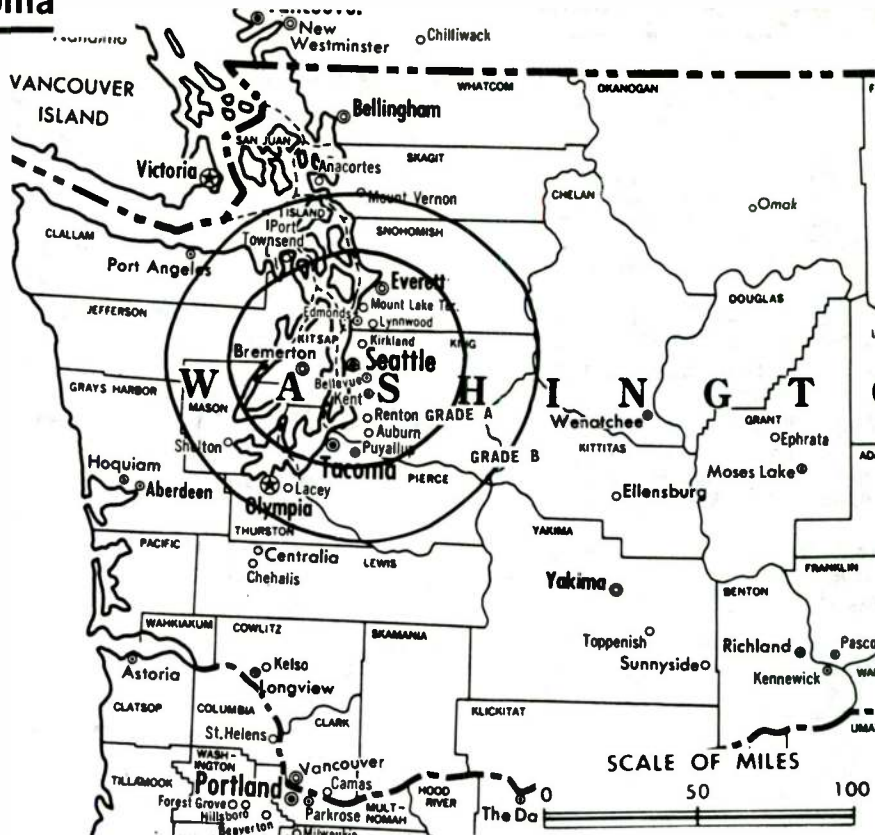 New
Westminster
Chilliwack
VANCOUVER
ISLAND
WHATCOM
OKANOGAN
Bellingham
SAN JUAN
SKAGIT
Victoria
Anacortes
CHELAN
Mount Vernon
Omak
ISLAND
CLALLAM
Port
Townsend
SNOHOMISH
Port Angeles
Everett
DOUGLAS
JEFFERSON
Mount Lake Ter.
Edmonds
Lynnwood
KITSAP
Kirkland
KING
Bremerton
Seattle
GRAYS HARBOR
W A S H I N G T
Bellevue
MASON
Kent
Renton
GRADE A
Wenatchee
GRANT
Auburn
Shelton
Puyallup
GRADE B
KITTITAS
Ephrata
Hoquiam
Tacoma
PIERCE
Moses Lake
Aberdeen
Lacey
Ellensburg
Olympia
THURSTON
YAKIMA
PACIFIC
Centralia
LEWIS
FRANKLIN
Chehalis
Yakima
BENTON
WAHKIAKUM
COWLITZ
SKAMANIA
Toppenish
Richland
Pasco
Astoria
Kelso
Sunnyside
Kennewick
Longview
CLATSOP
COLUMBIA
CLARK
KLICKITAT
St. Helens
WASH-
INGTON
SCALE OF MILES
TILLAMOOK
Portland
Vancouver
Camas
HOOD
RIVER
0 50 100
Forest Grove
Hillsboro
Parkrose
MULT-
NOMAH
The Da
Beaverton